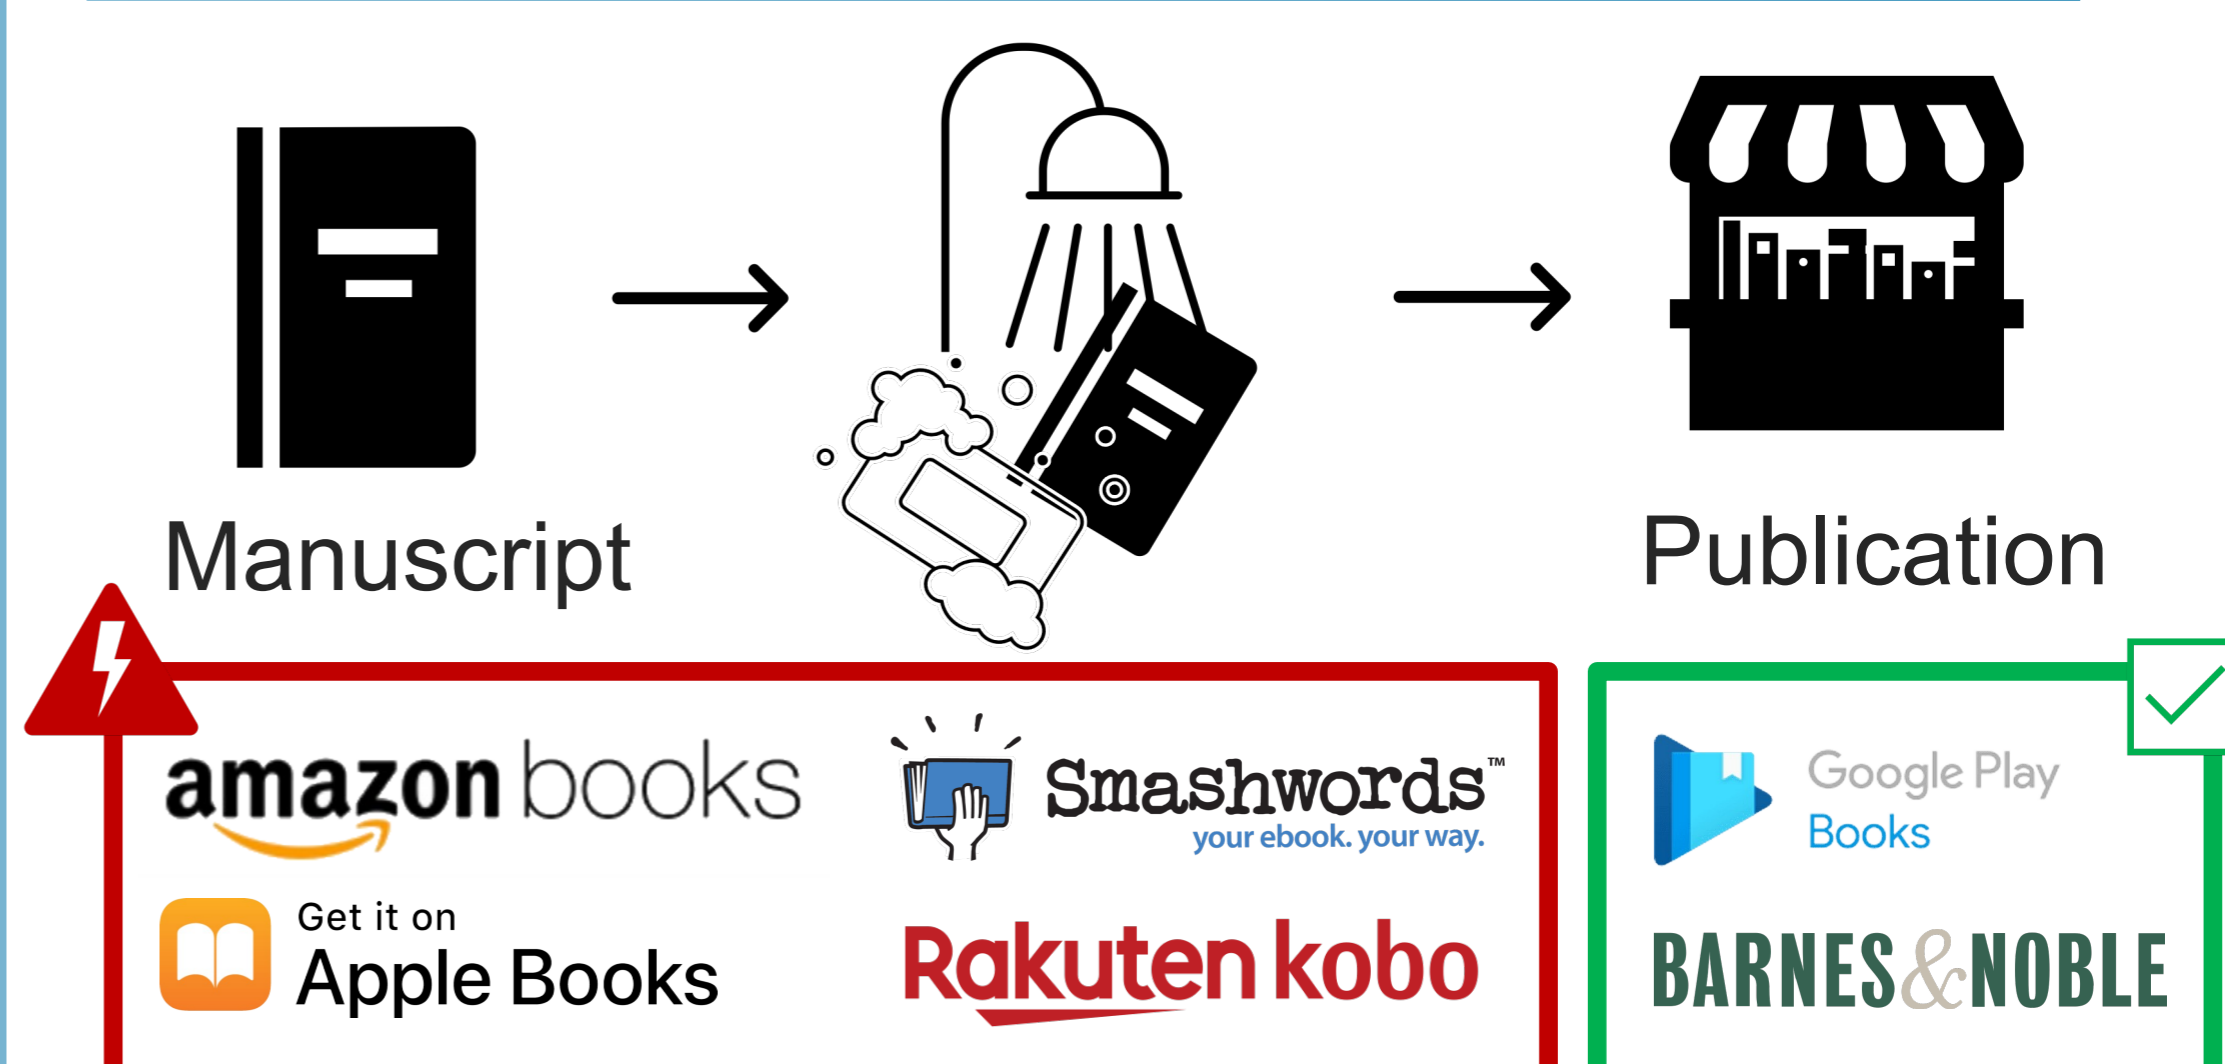 Manuscript
Publication
amazon books
Smashwords™
your ebook. your way.
Google Play
Books
Get it on
Apple Books
Rakuten kobo
BARNES&NOBLE